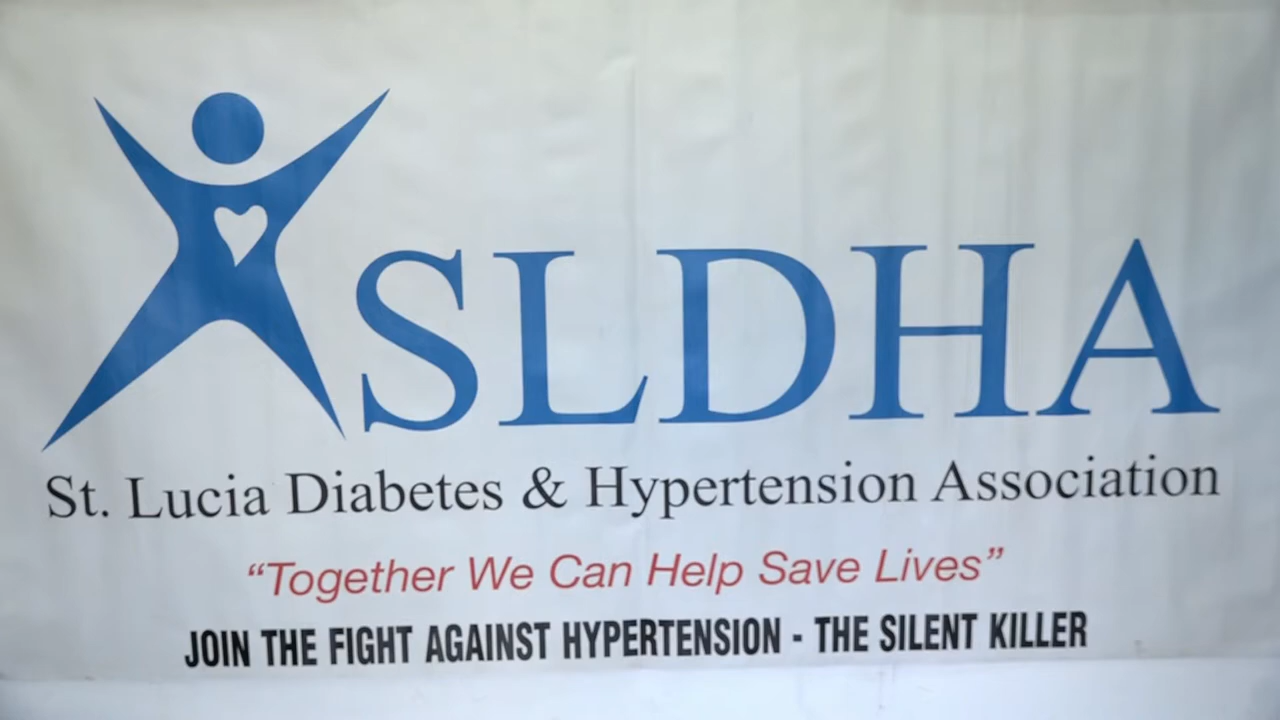 SLDHA
St. Lucia Diabetes & Hypertension Association
“Together We Can Help Save Lives”
JOIN THE FIGHT AGAINST HYPERTENSION - THE SILENT KILLER